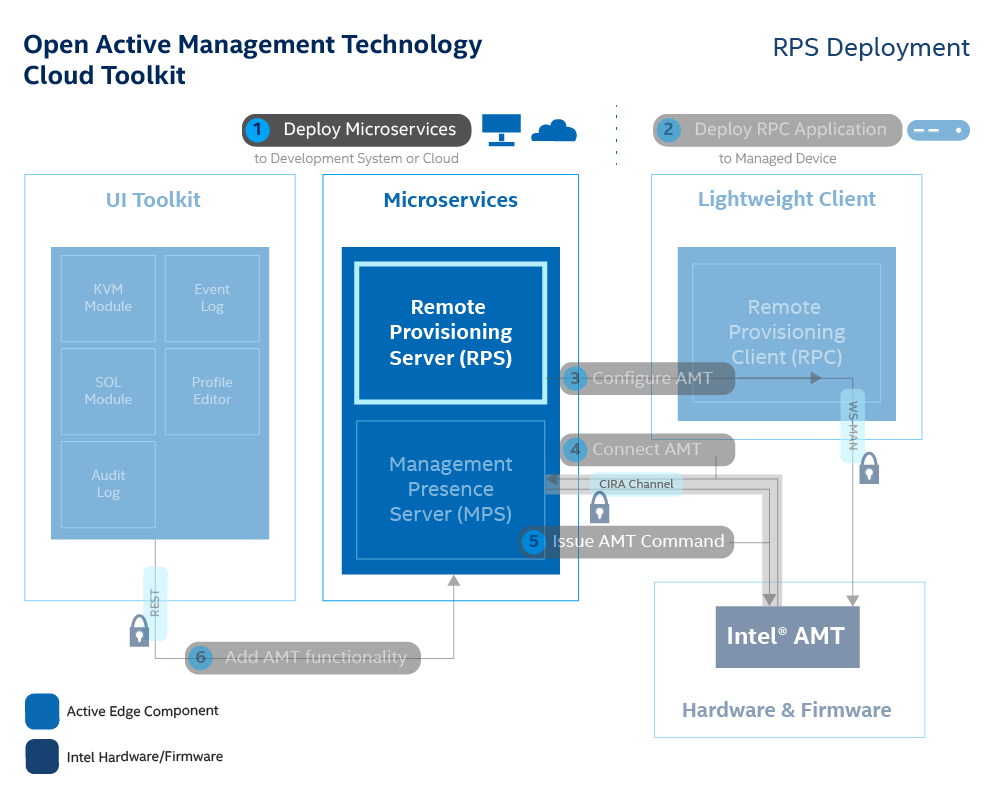 Open Active Management Technology
Cloud Toolkit
RPS Deployment
1 Deploy Microservices
to Development System or Cloud
2 Deploy RPC Application
to Managed Device
UI Toolkit
KVM
Module
Event
Log
SOL
Module
Profile
Editor
Audit
Log
Microservices
Remote
Provisioning
Server (RPS)
Management
Presence
Server (MPS)
Lightweight Client
Remote
Provisioning
Client (RPC)
3 Configure AMT
WS-MAN
4 Connect AMT
CIRA Channel
5 Issue AMT Command
REST
6 Add AMT functionality
Intel® AMT
Hardware & Firmware
Active Edge Component
Intel Hardware/Firmware